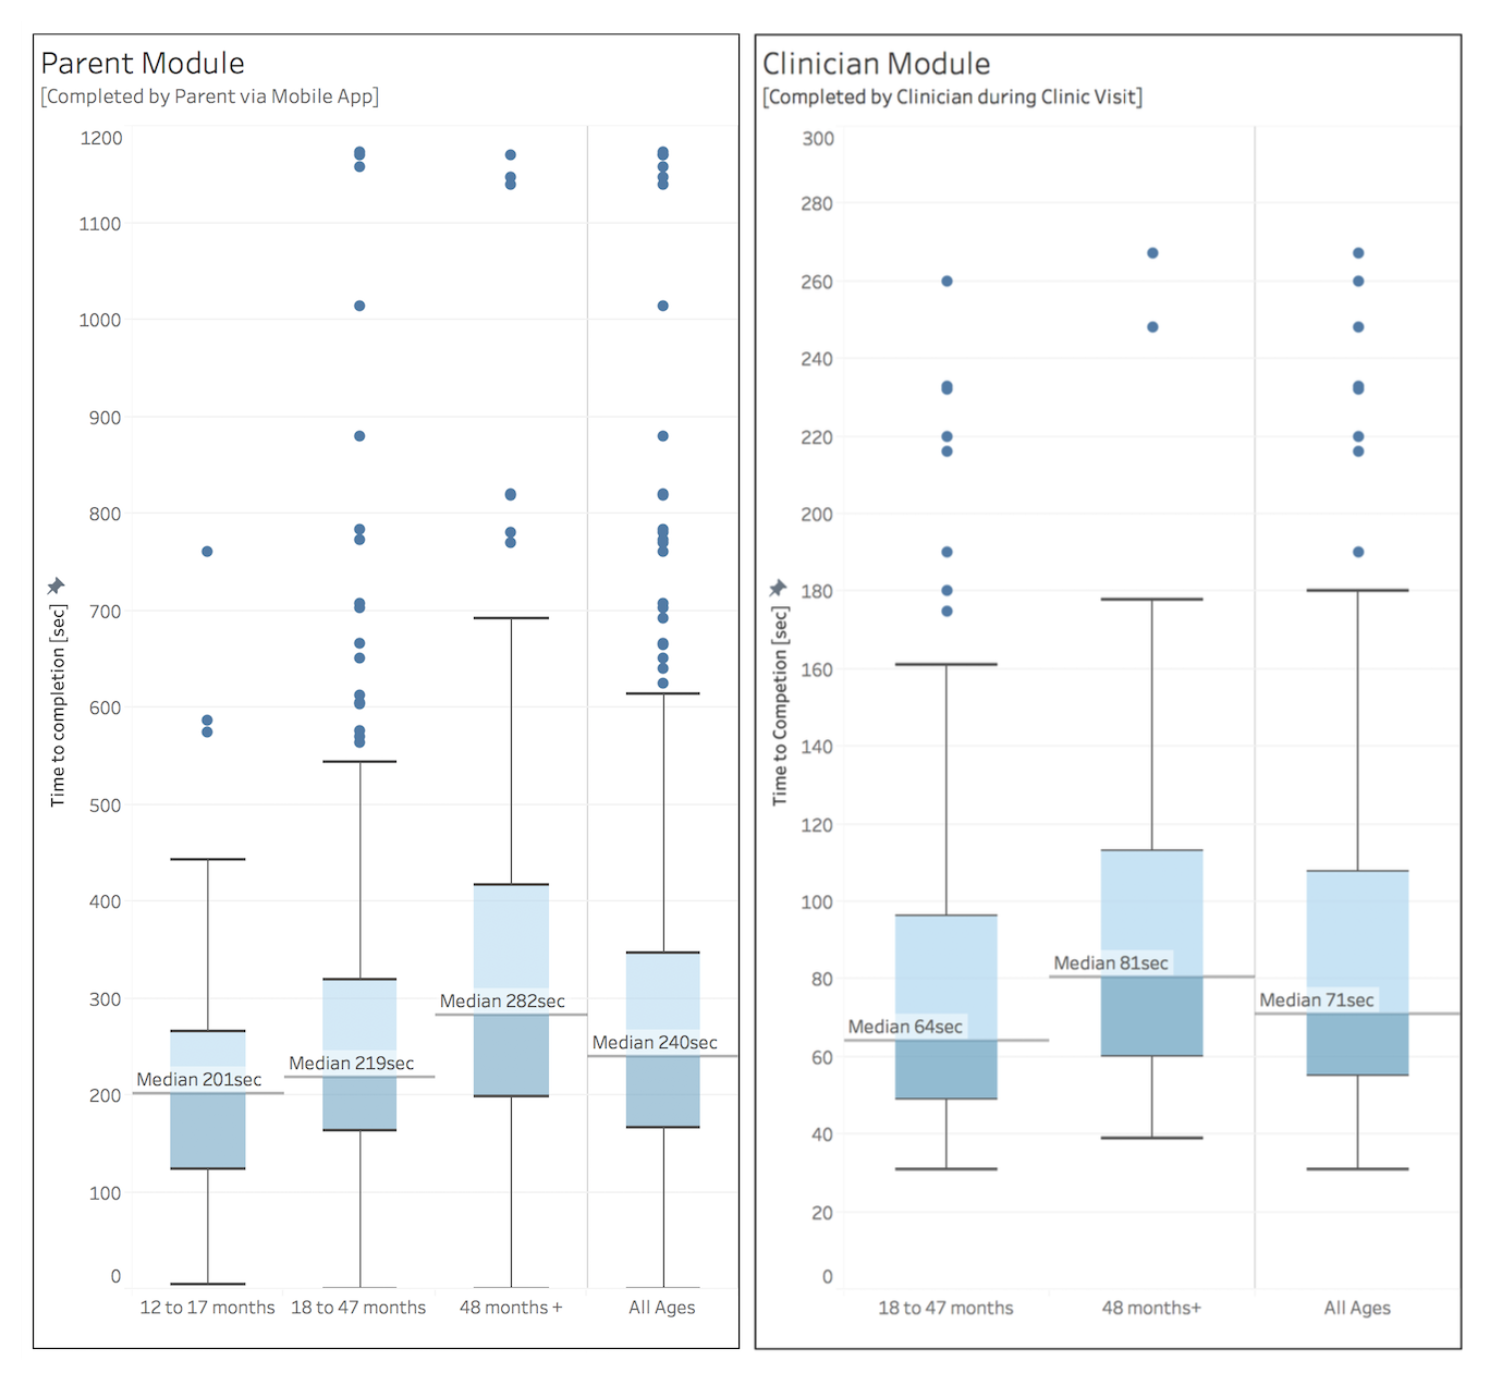 Parent Module
[Completed by Parent via Mobile App]
1200
1100
1000
900
800
700
600
500
400
300
200
100
0
Time to completion [sec]
Median 201sec
Median 219sec
Median 282sec
Median 240sec
12 to 17 months
18 to 47 months
48 months +
All Ages
Clinician Module
[Completed by Clinician during Clinic Visit]
300
280
260
240
220
200
180
160
140
120
100
80
60
40
20
0
Time to Competion [sec]
Median 64sec
Median 81sec
Median 71sec
18 to 47 months
48 months+
All Ages